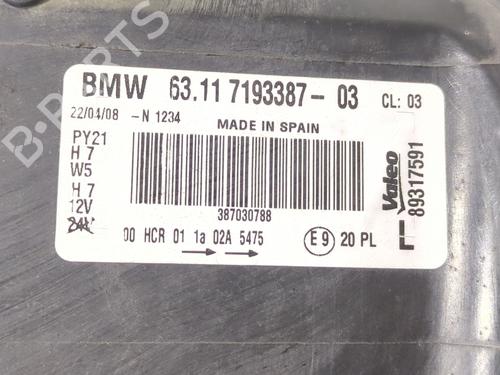 BMW 63.11 7193387- 03 CL: 03
22/04/08 -N 1234
MADE IN SPAIN
PY21
H 7
W5
H 7
12V
24V
387030788
00 HCR 01 1a 02A 5475
E9 20 PL
Valeo
89317591
B-PARTS